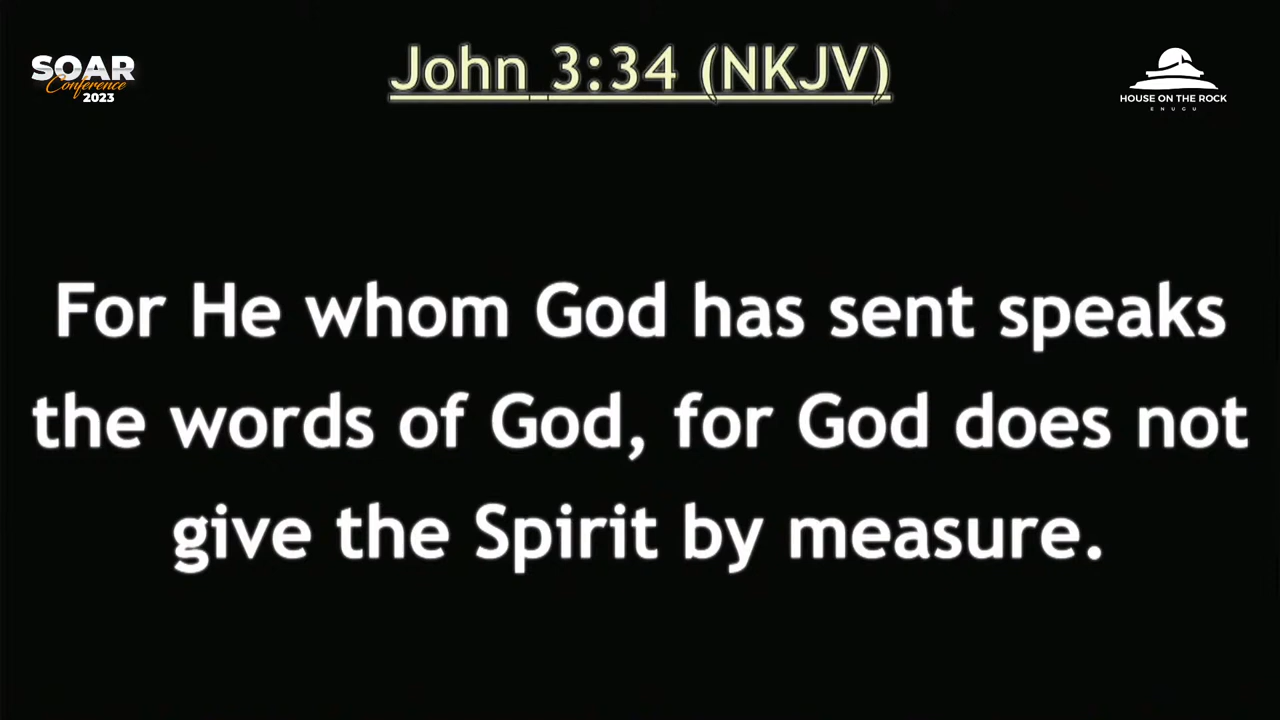 SOAR
Conference
2023
John 3:34 (NKJV)
HOUSE ON THE ROCK
ENUGU
For He whom God has sent speaks
the words of God, for God does not
give the Spirit by measure.